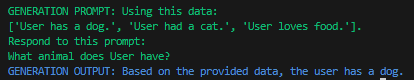 GENERATION PROMPT: Using this data:
['User has a dog.', 'User had a cat.', 'User loves food.'].
Respond to this prompt:
What animal does User have?
GENERATION OUTPUT: Based on the provided data, the user has a dog.